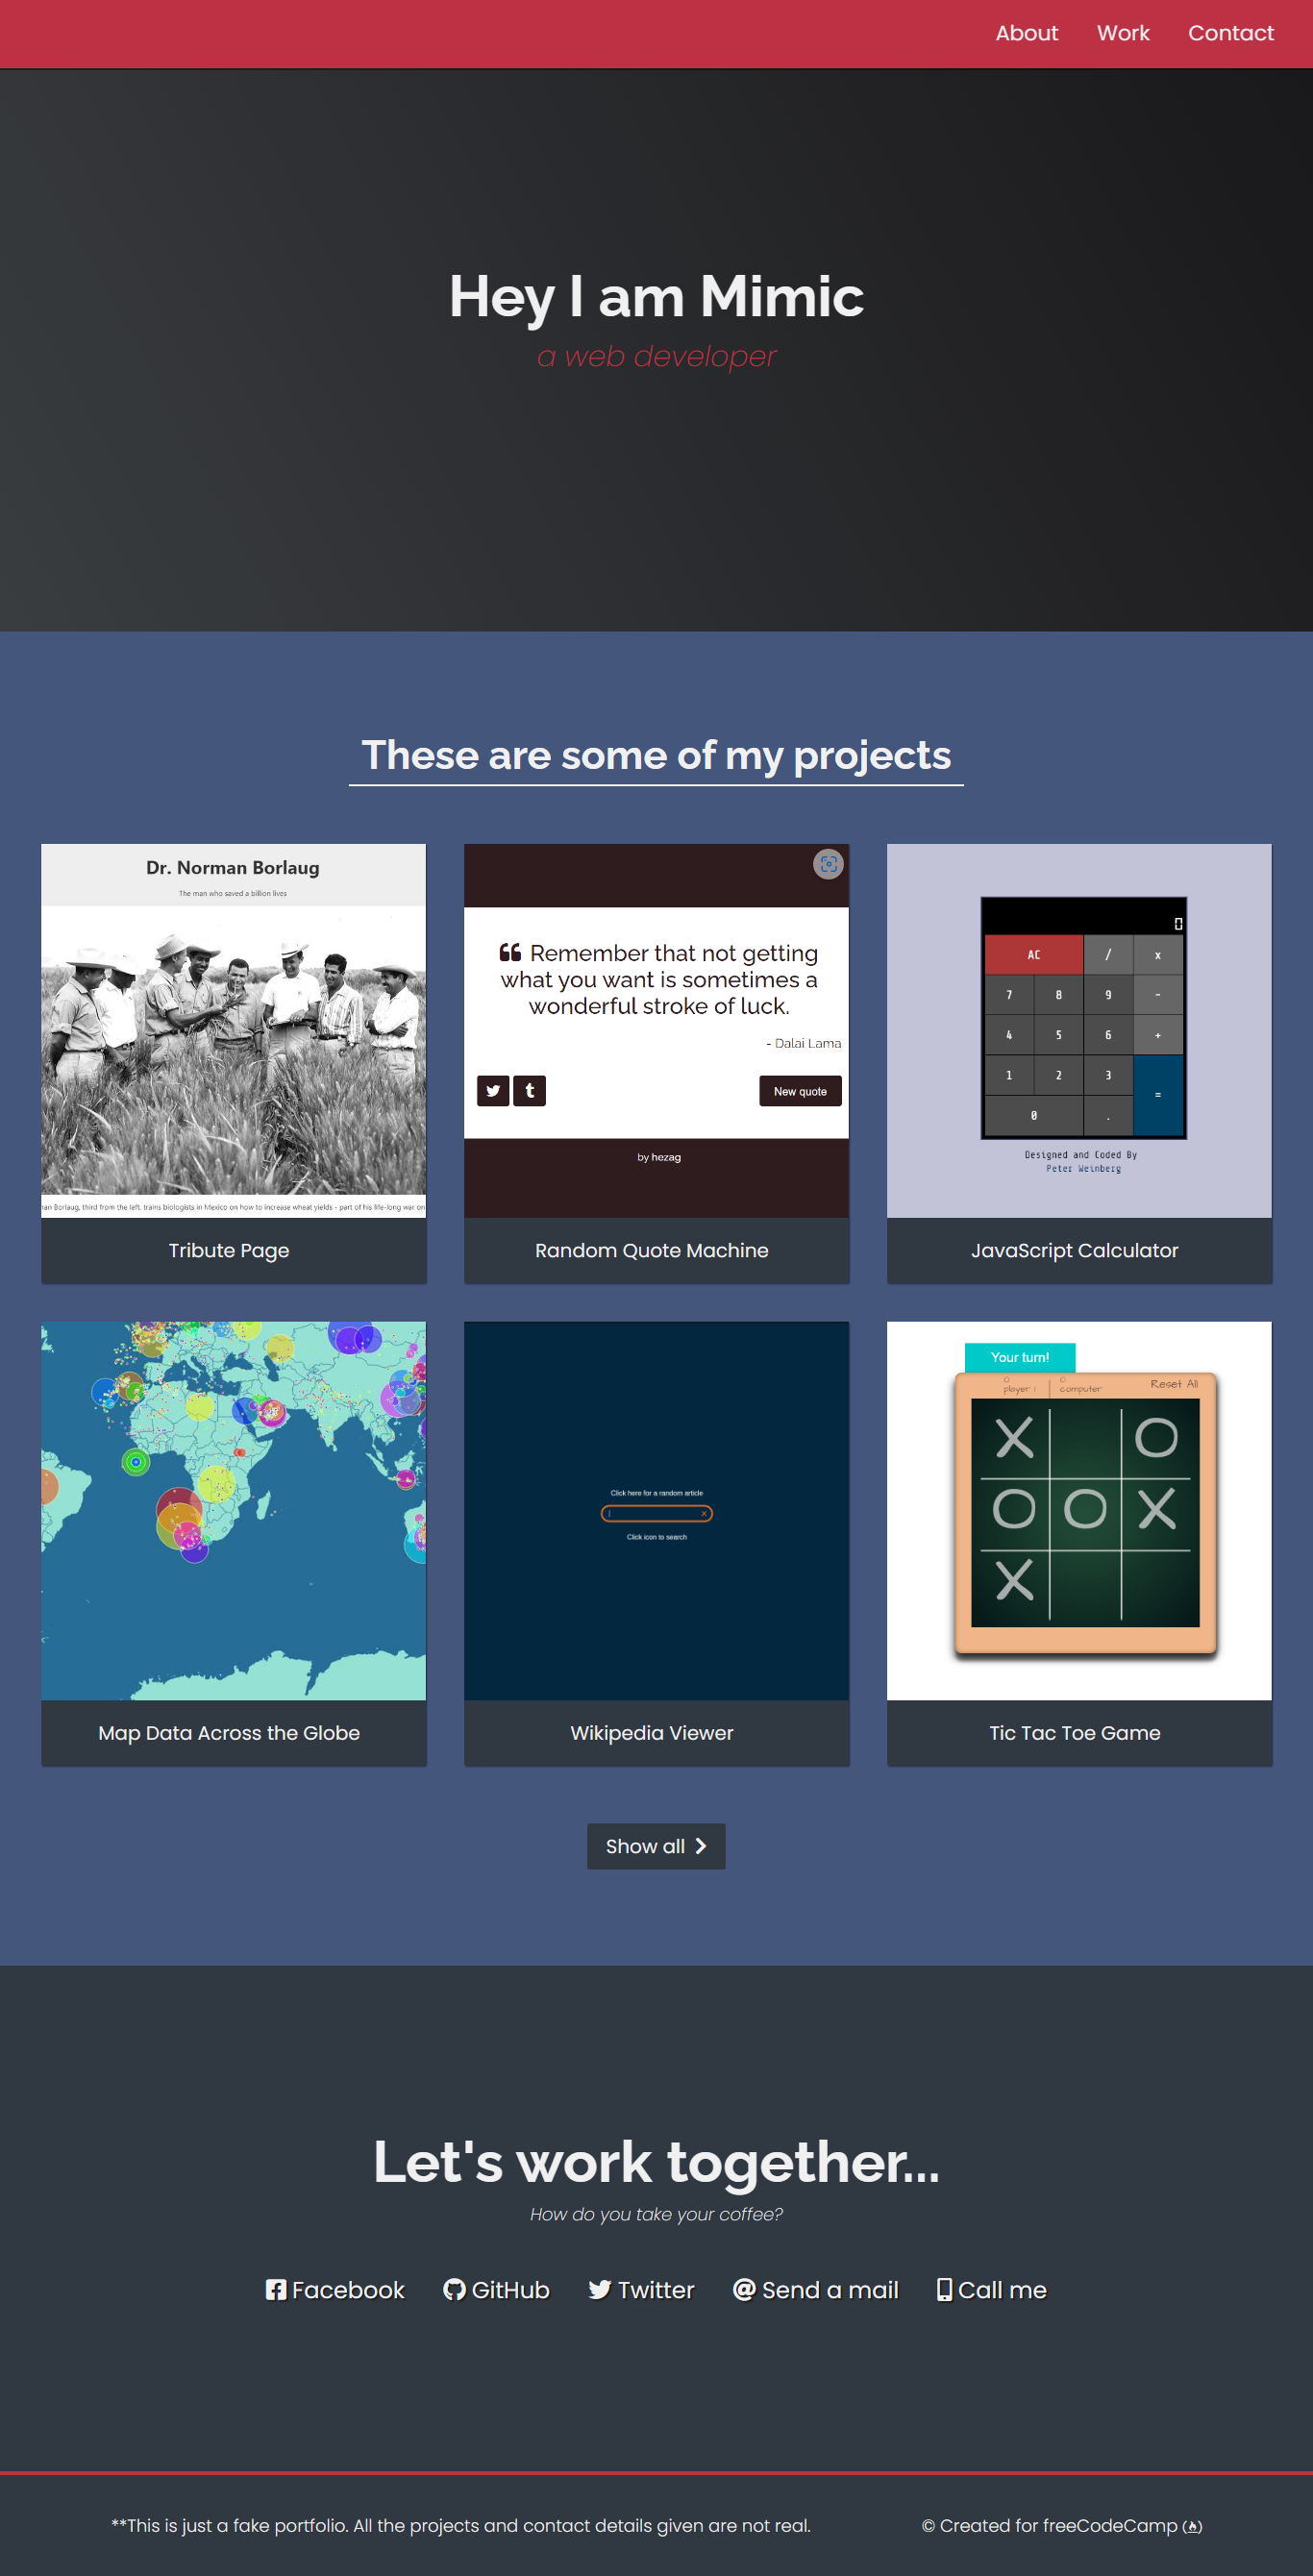 About Work Contact
Hey I am Mimic
a web developer
These are some of my projects
Dr. Norman Borlaug
The man who saved a billion lives
an Borlaug, third from the left, trains biologists in Mexico on how to increase wheat yields - part of his life-long war on
Tribute Page
Remember that not getting
what you want is sometimes a
wonderful stroke of luck.
- Dalai Lama
New quote
by hezag
Random Quote Machine
0
AC / x
7 8 9 -
4 5 6 +
1 2 3 =
0 .
Designed and Coded By
Peter Weinberg
JavaScript Calculator
Map Data Across the Globe
Click here for a random article
Click icon to search
Wikipedia Viewer
Your turn!
0 0
player 1 computer Reset All
X O
O O X
X
Tic Tac Toe Game
Show all
Let's work together...
How do you take your coffee?
Facebook GitHub Twitter @ Send a mail Call me
**This is just a fake portfolio. All the projects and contact details given are not real.
© Created for freeCodeCamp